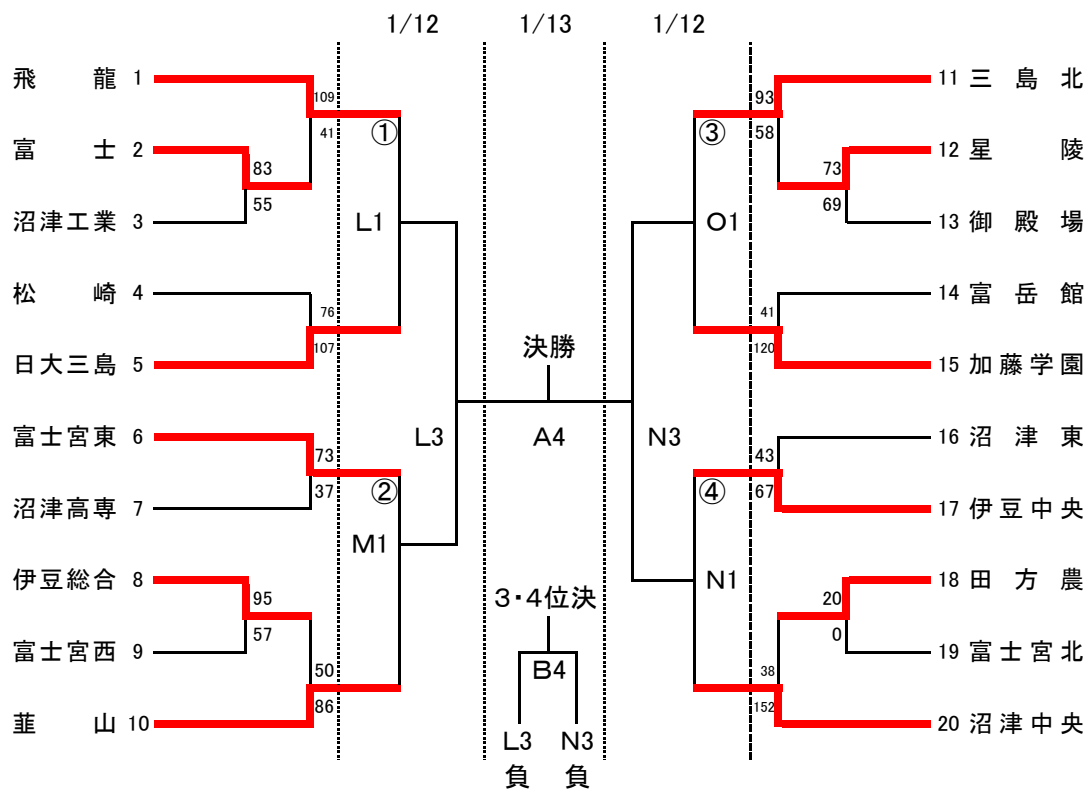 1/12 1/13 1/12
飛龍 1 109 93 11 三島北
41 ① ③ 58
富士 2 83 73 12 星陵
沼津工業 3 55 L1 O1 69 13 御殿場
松崎 4 76 41 14 富岳館
日大三島 5 107 決勝 120 15 加藤学園
富士宮東 6 73 L3 A4 N3 43 16 沼津東
沼津高専 7 37 ② ④ 67 17 伊豆中央
M1
伊豆総合 8 95 3・4位決 N1 20 18 田方農
富士宮西 9 57 0 19 富士宮北
50 B4 38
韮山 10 86 152 20 沼津中央
L3 N3
負 負